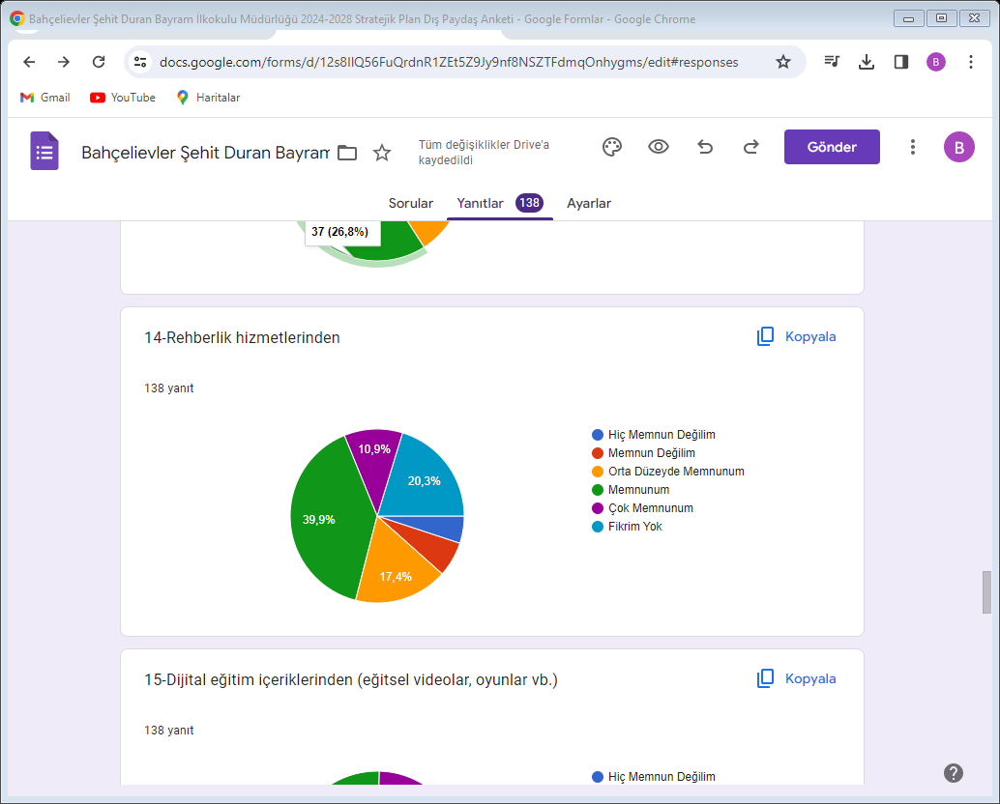 Bahçelievler Şehit Duran Bayram İlkokulu Müdürlüğü 2024-2028 Stratejik Plan Dış Paydaş Anketi - Google Formlar - Google Chrome
docs.google.com/forms/d/12s8IlQ56FuQrdnR1ZEt5Z9Jy9nf8NSZTFdmqOnhygms/edit#responses
B
Gmail
YouTube
Haritalar
Bahçelievler Şehit Duran Bayram
Tüm değişiklikler Drive'a
kaydedildi
Gönder
B
Sorular
Yanıtlar 138
Ayarlar
37 (26,8%)
14-Rehberlik hizmetlerinden
Kopyala
138 yanıt
10,9%
20,3%
39,9%
17,4%
Hiç Memnun Değilim
Memnun Değilim
Orta Düzeyde Memnunum
Memnunum
Çok Memnunum
Fikrim Yok
15-Dijital eğitim içeriklerinden (eğitsel videolar, oyunlar vb.)
Kopyala
138 yanıt
Hiç Memnun Değilim
?